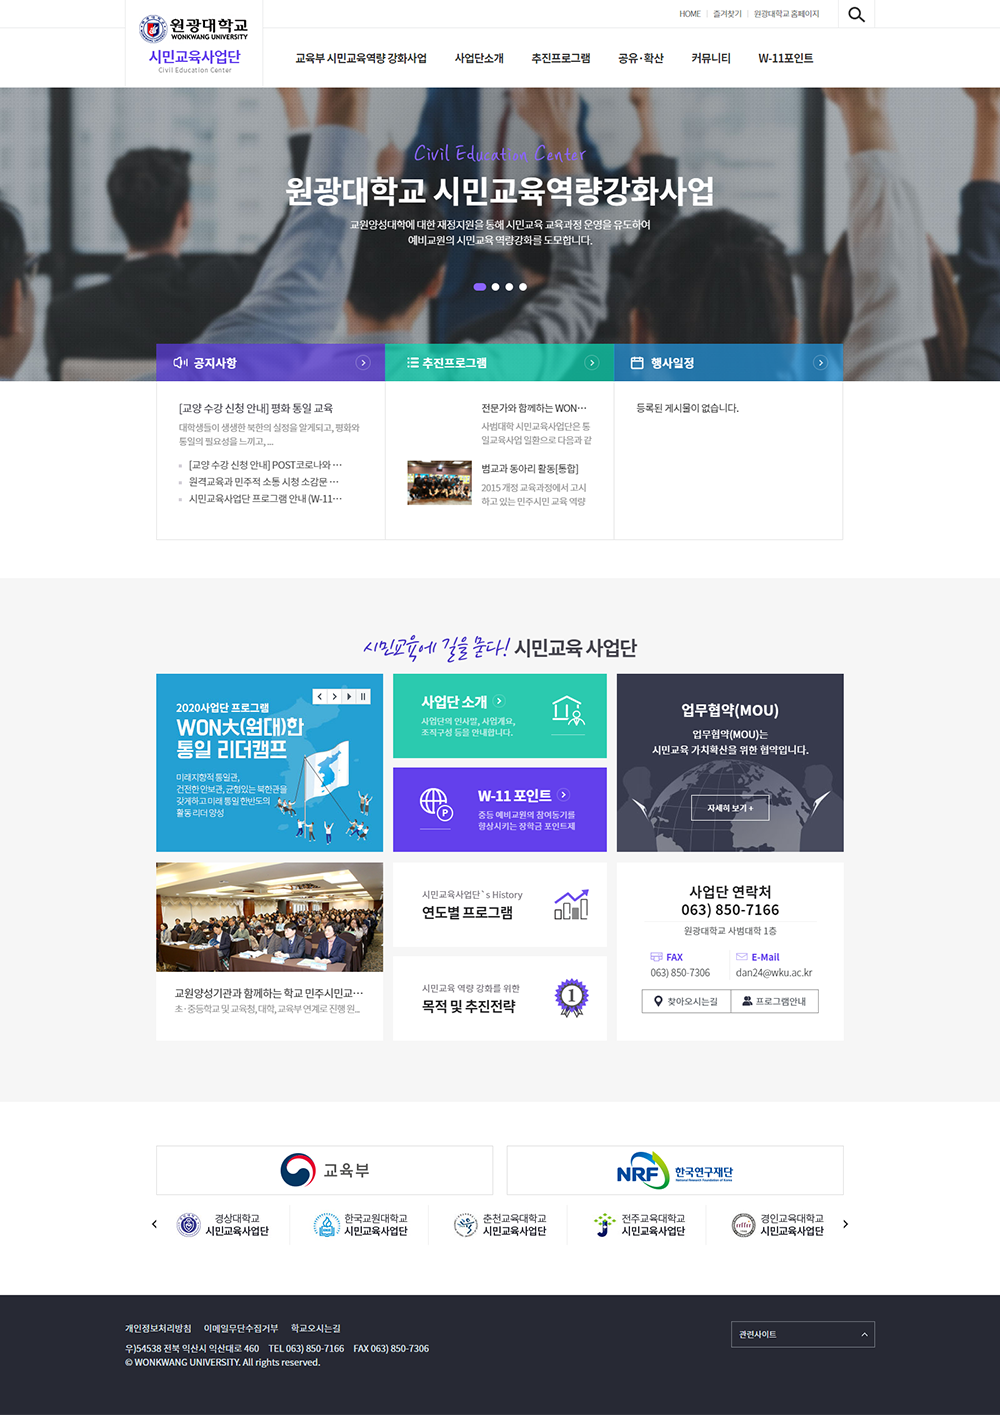 HOME
즐겨찾기
원광대학교 홈페이지
원광대학교
WONKWANG UNIVERSITY
시민교육사업단
Civil Education Center
교육부 시민교육역량 강화사업
사업단소개
추진프로그램
공유·확산
커뮤니티
W-11포인트
Civil Education Center
원광대학교 시민교육역량강화사업
교원양성대학에 대한 재정지원을 통해 시민교육 교육과정 운영을 유도하여
예비교원의 시민교육 역량강화를 도모합니다.
공지사항
추진프로그램
행사일정
[교양 수강 신청 안내] 평화 통일 교육
대학생들이 생생한 북한의 실정을 알게되고, 평화와
통일의 필요성을 느끼고, ...
[교양 수강 신청 안내] POST코로나와 ···
원격교육과 민주적 소통 시청 소감문 ···
시민교육사업단 프로그램 안내 (W-11···
전문가와 함께하는 WON···
사범대학 시민교육사업단은 통
일교육사업 일환으로 다음과 같
범교과 동아리 활동[통합]
2015 개정 교육과정에서 고시
하고 있는 민주시민 교육 역량
등록된 게시물이 없습니다.
시민교육에 길을 묻다! 시민교육 사업단
2020사업단 프로그램
WON大(원대)한
통일 리더캠프
미래지향적 통일관,
건전한 안보관, 균형있는 북한관을
갖게하고 미래 통일 한반도의
활동 리더 양성
사업단 소개
사업단의 인사말, 사업개요,
조직구성 등을 안내합니다.
W-11 포인트
중등 예비교원의 참여동기를
향상시키는 장학금 포인트제
P
업무협약(MOU)
업무협약(MOU)는
시민교육 가치확산을 위한 협약입니다.
자세히 보기 +
교원양성기관과 함께하는 학교 민주시민교···
초·중등학교 및 교육청, 대학, 교육부 연계로 진행 원...
시민교육사업단`s History
연도별 프로그램
시민교육 역량 강화를 위한
목적 및 추진전략
1
사업단 연락처
063) 850-7166
원광대학교 사범대학 1층
FAX
063) 850-7306
E-Mail
dan24@wku.ac.kr
찾아오시는길
프로그램안내
교육부
NRF 한국연구재단
National Research Foundation of Korea
경상대학교
시민교육사업단
한국교원대학교
시민교육사업단
춘천교육대학교
시민교육사업단
전주교육대학교
시민교육사업단
경인교육대학교
시민교육사업단
개인정보처리방침
이메일무단수집거부
학교오시는길
우)54538 전북 익산시 익산대로 460 TEL 063) 850-7166 FAX 063) 850-7306
© WONKWANG UNIVERSITY. All rights reserved.
관련사이트